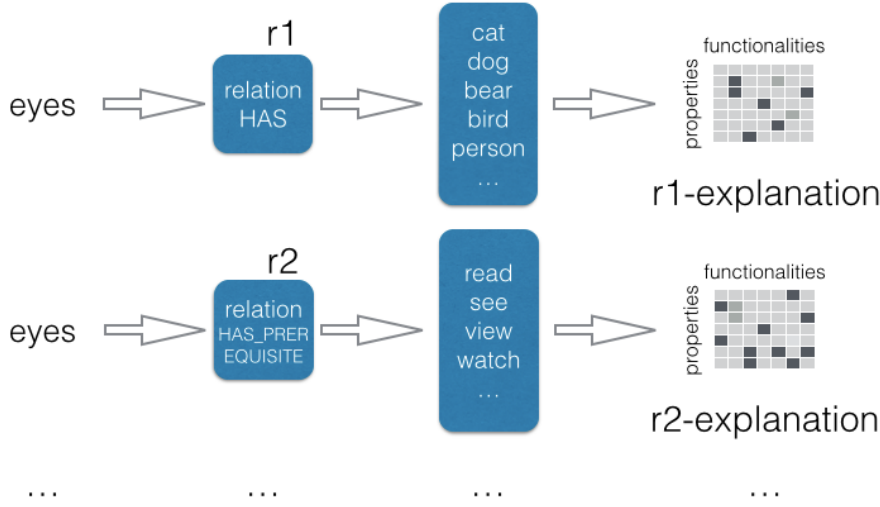 r1
eyes
relation
HAS
cat
dog
bear
bird
person
...
functionalities
properties
r1-explanation
r2
eyes
relation
HAS_PRER
EQUISITE
read
see
view
watch
...
functionalities
properties
r2-explanation
... ... ... ...